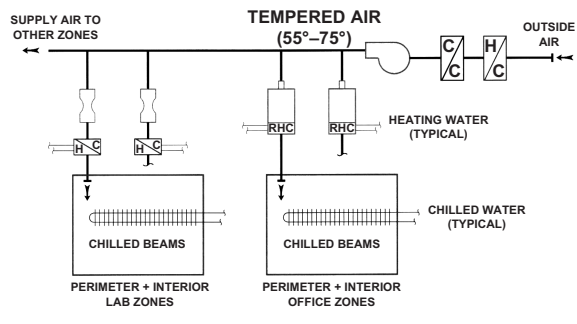 SUPPLY AIR TO
OTHER ZONES
TEMPERED AIR
(55°–75°)
OUTSIDE
AIR
C/C
H/C
HEATING WATER
(TYPICAL)
H/C
H/C
RHC
RHC
CHILLED WATER
(TYPICAL)
CHILLED BEAMS
CHILLED BEAMS
PERIMETER + INTERIOR
LAB ZONES
PERIMETER + INTERIOR
OFFICE ZONES